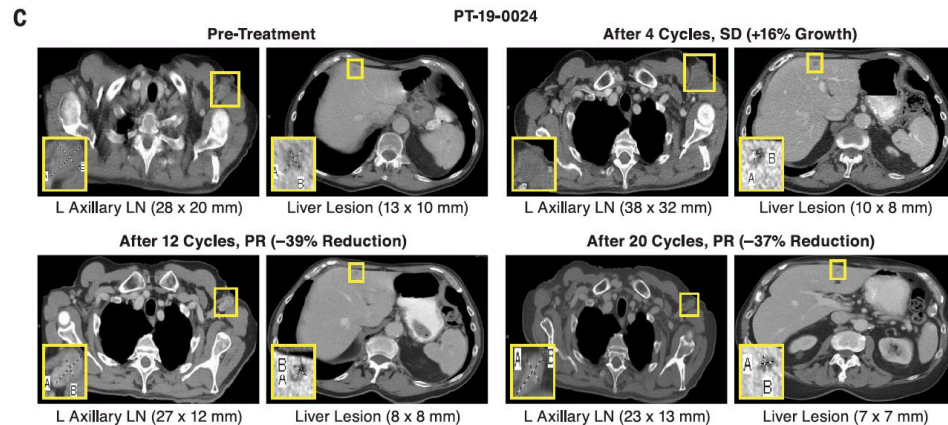 C
PT-19-0024
Pre-Treatment
After 4 Cycles, SD (+16% Growth)
A E
A B
A B
L Axillary LN (28 x 20 mm)
Liver Lesion (13 x 10 mm)
L Axillary LN (38 x 32 mm)
Liver Lesion (10 x 8 mm)
After 12 Cycles, PR (–39% Reduction)
After 20 Cycles, PR (–37% Reduction)
A B
B A
A E
A B
L Axillary LN (27 x 12 mm)
Liver Lesion (8 x 8 mm)
L Axillary LN (23 x 13 mm)
Liver Lesion (7 x 7 mm)